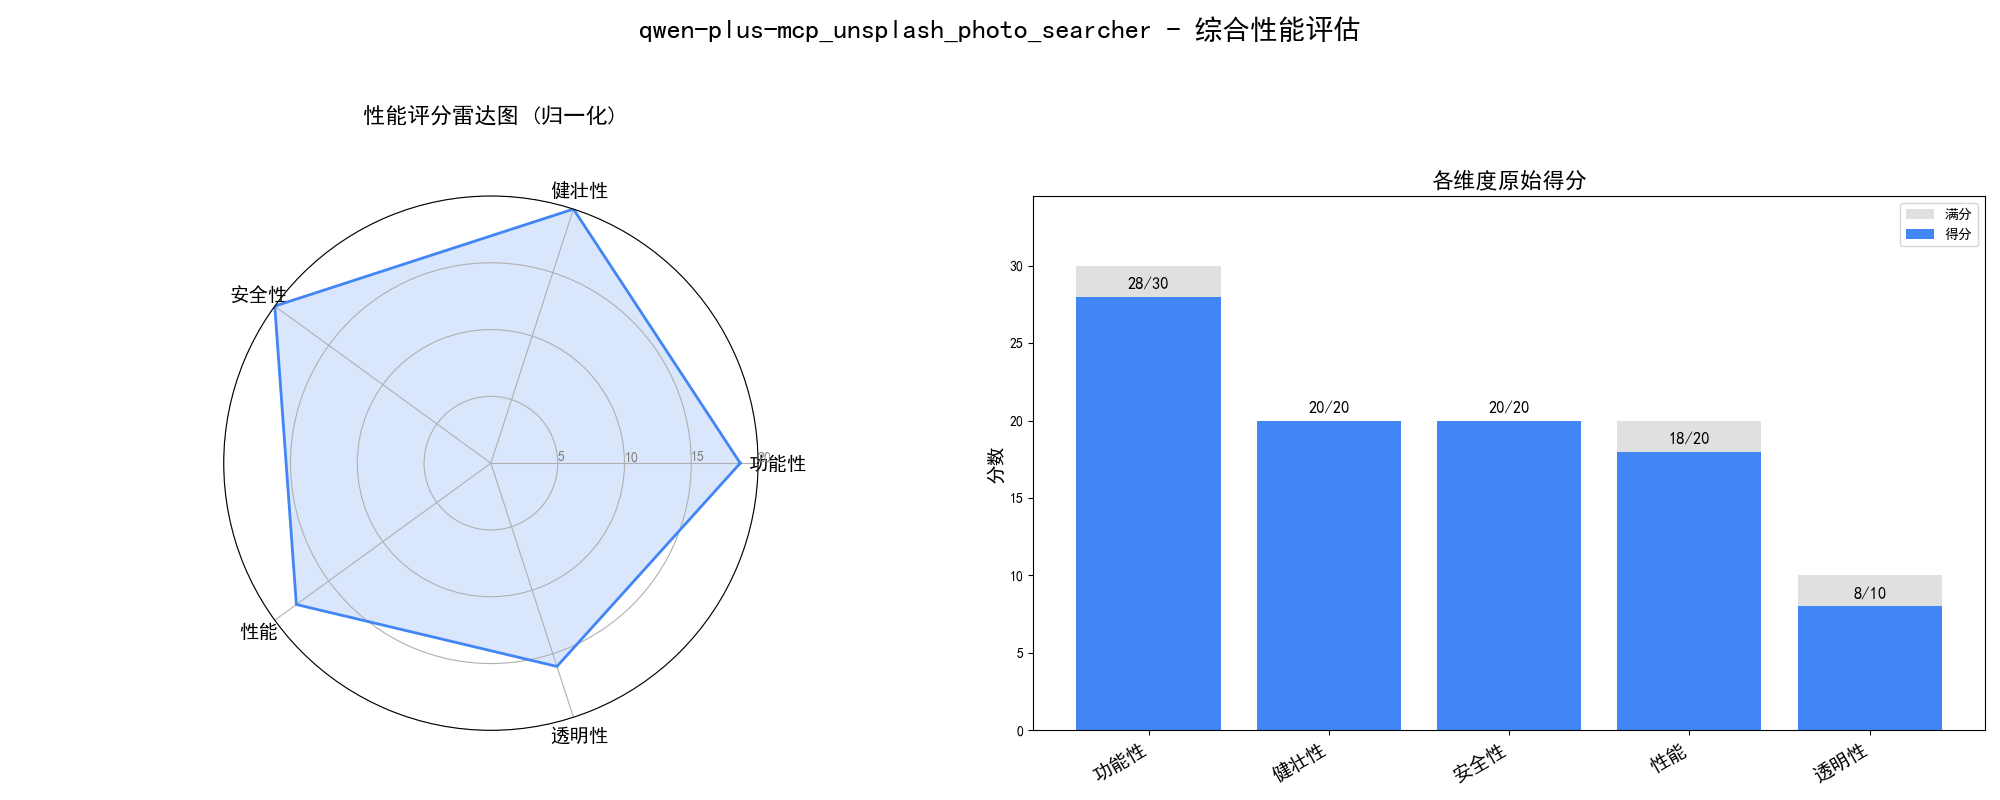 qwen-plus-mcp_unsplash_photo_searcher - 综合性能评估
性能评分雷达图 (归一化)
健壮性
安全性
功能性
性能
透明性
5
10
15
20
各维度原始得分
满分
得分
分数
30
25
20
15
10
5
0
28/30
20/20
20/20
18/20
8/10
功能性
健壮性
安全性
性能
透明性